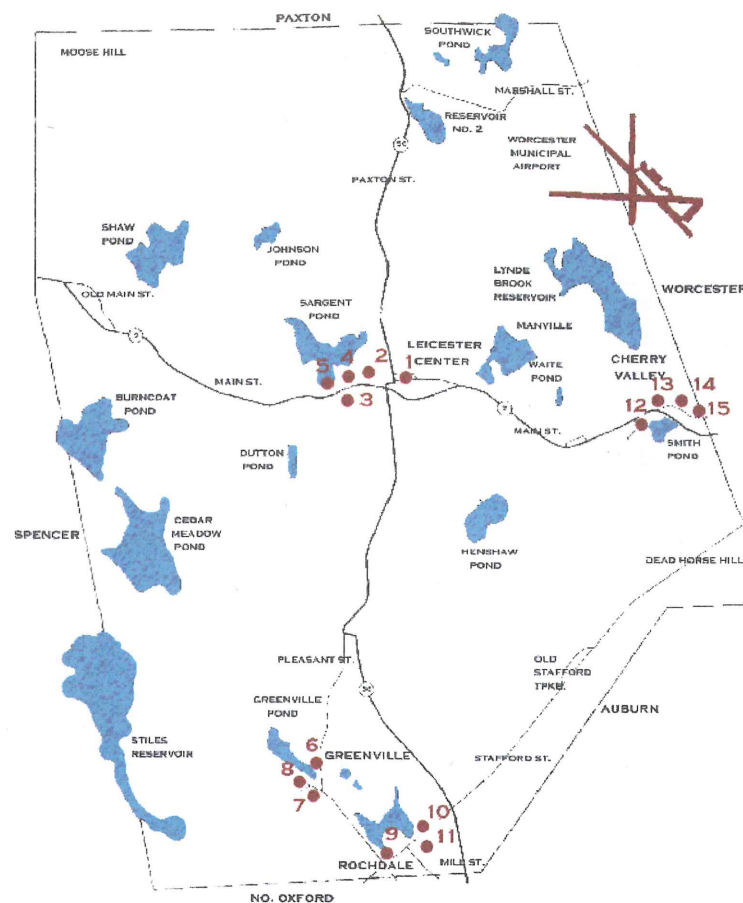 PAXTON
MOOSE HILL
SOUTHWICK
POND
MARSHALL ST.
RESERVOIR
NO. 2
WORCESTER
MUNICIPAL
AIRPORT
56
PAXTON ST.
SHAW
POND
JOHNSON
POND
LYNDE
BROOK
RESERVOIR
WORCESTER
OLD MAIN ST.
SARGENT
POND
9
LEICESTER
CENTER
MANVILLE
WAITE
POND
CHERRY
VALLEY
MAIN ST.
5
4
2
1
3
BURNCOAT
POND
9
MAIN ST.
12
13
14
15
SMITH
POND
DUTTON
POND
SPENCER
CEDAR
MEADOW
POND
HENSHAW
POND
DEAD HORSE HILL
PLEASANT ST.
OLD
STAFFORD
TPKE.
56
AUBURN
GREENVILLE
POND
STILES
RESERVOIR
GREENVILLE
STAFFORD ST.
6
8
7
10
9
11
ROCHDALE
MILL ST.
NO. OXFORD